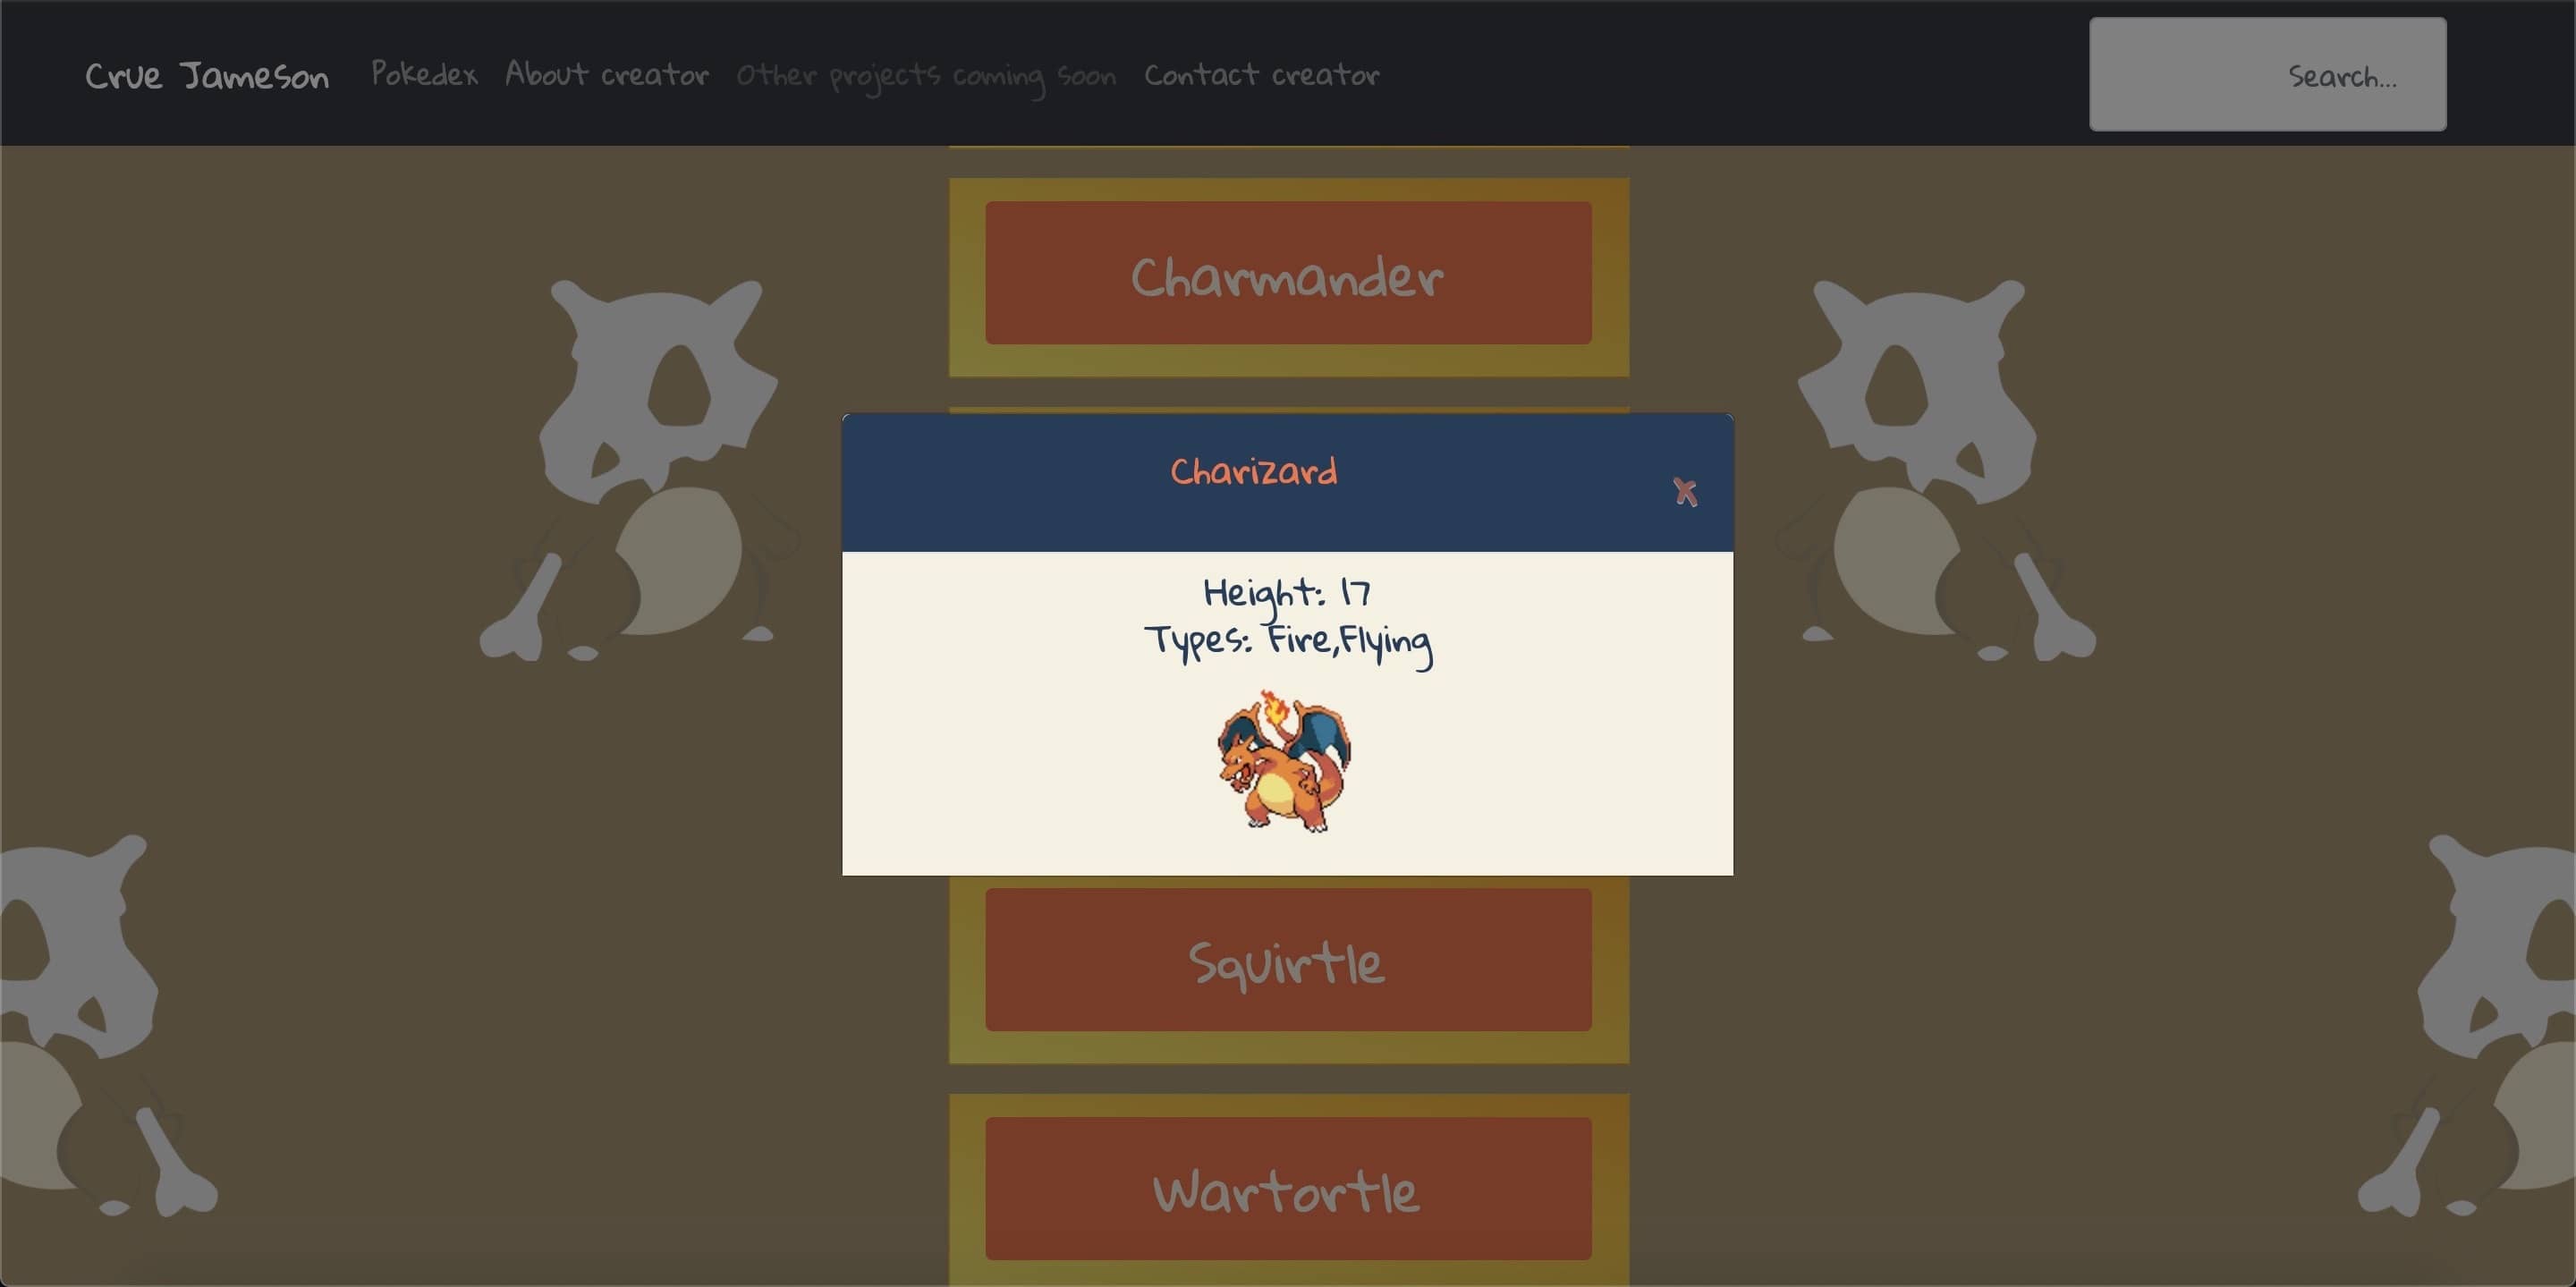 Crue Jameson Pokedex About creator Other projects coming soon Contact creator Search...
Charmander
Charizard
x
Height: 17
Types: Fire,Flying
Squirtle
Wartortle